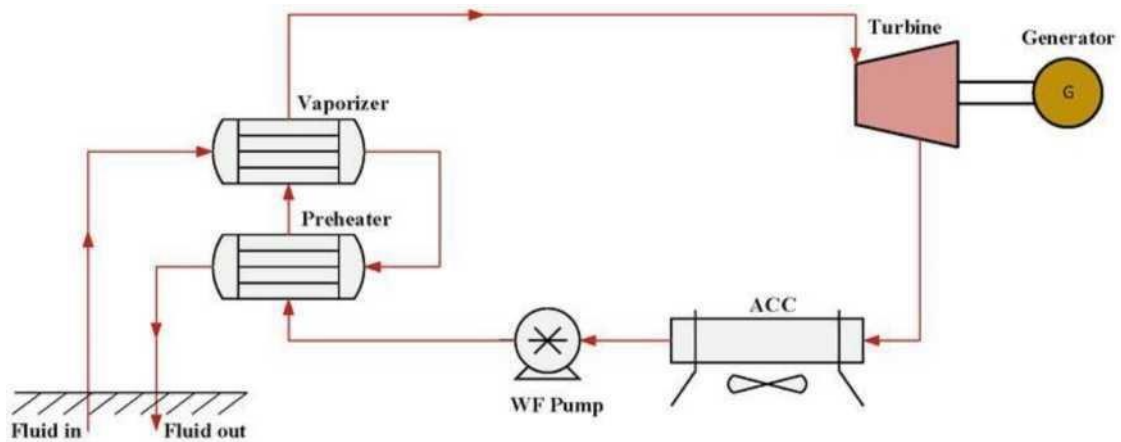 Turbine
Generator
G
Vaporizer
Preheater
ACC
WF Pump
Fluid in
Fluid out